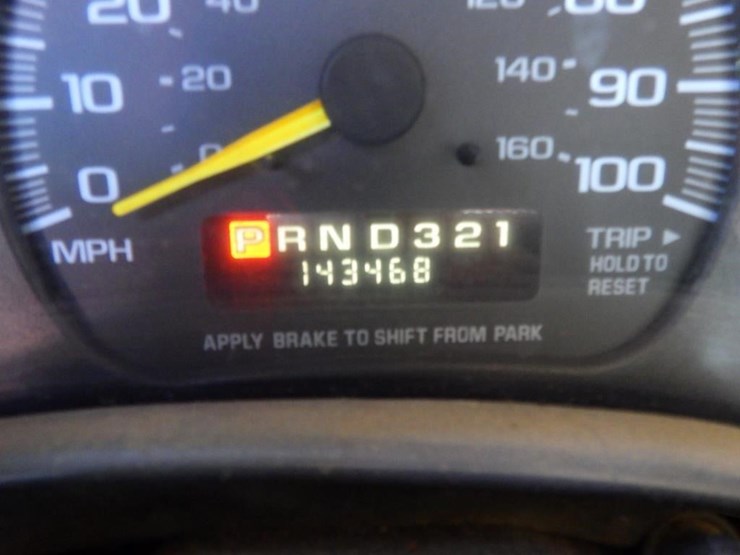 20 40 120 80
10 20 140 90
0 0 160 100
MPH
PRND321
143468
TRIP ▶
HOLD TO
RESET
APPLY BRAKE TO SHIFT FROM PARK